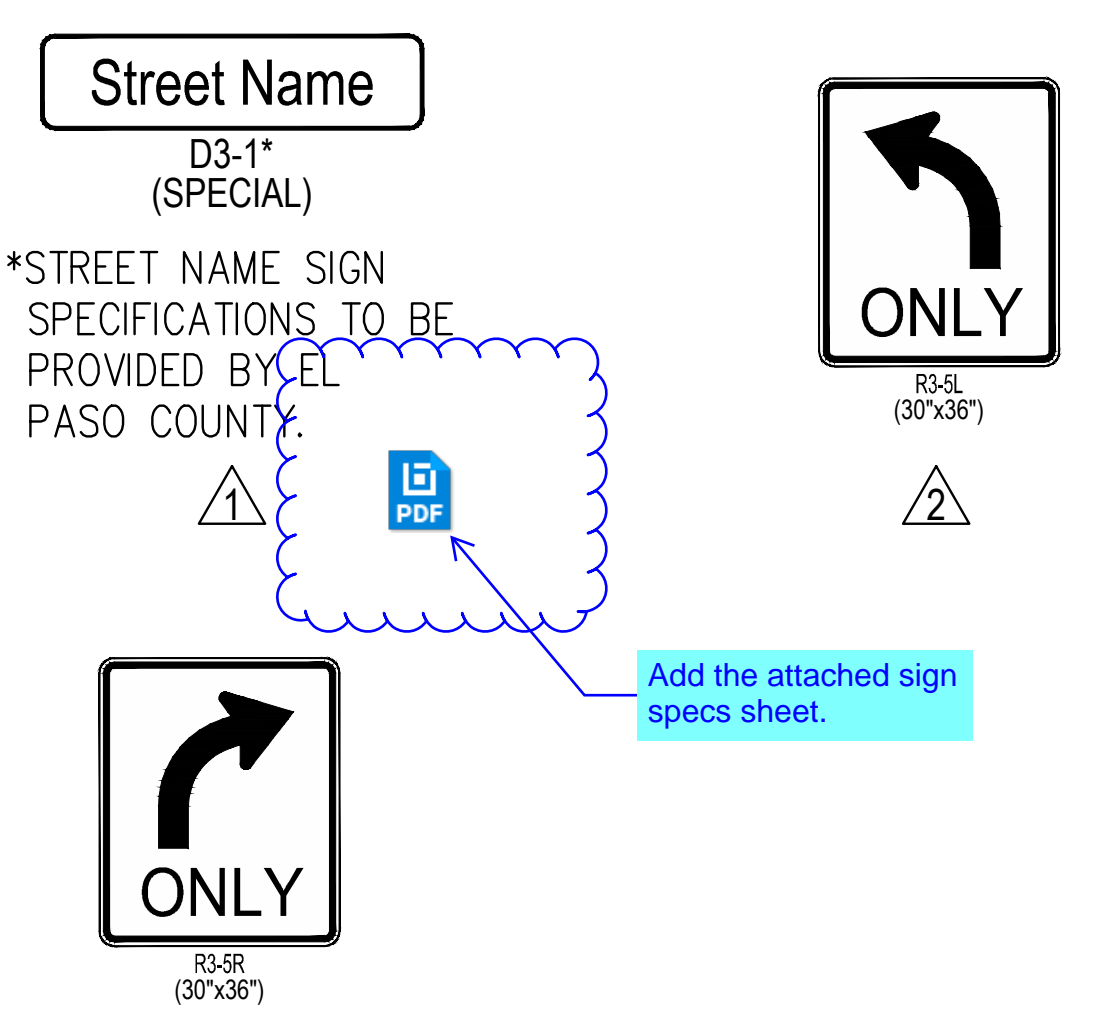 Street Name
D3-1*
(SPECIAL)
*STREET NAME SIGN
SPECIFICATIONS TO BE
PROVIDED BY EL
PASO COUNTY.
1
ONLY
R3-5L
(30"x36")
2
PDF
Add the attached sign
specs sheet.
ONLY
R3-5R
(30"x36")